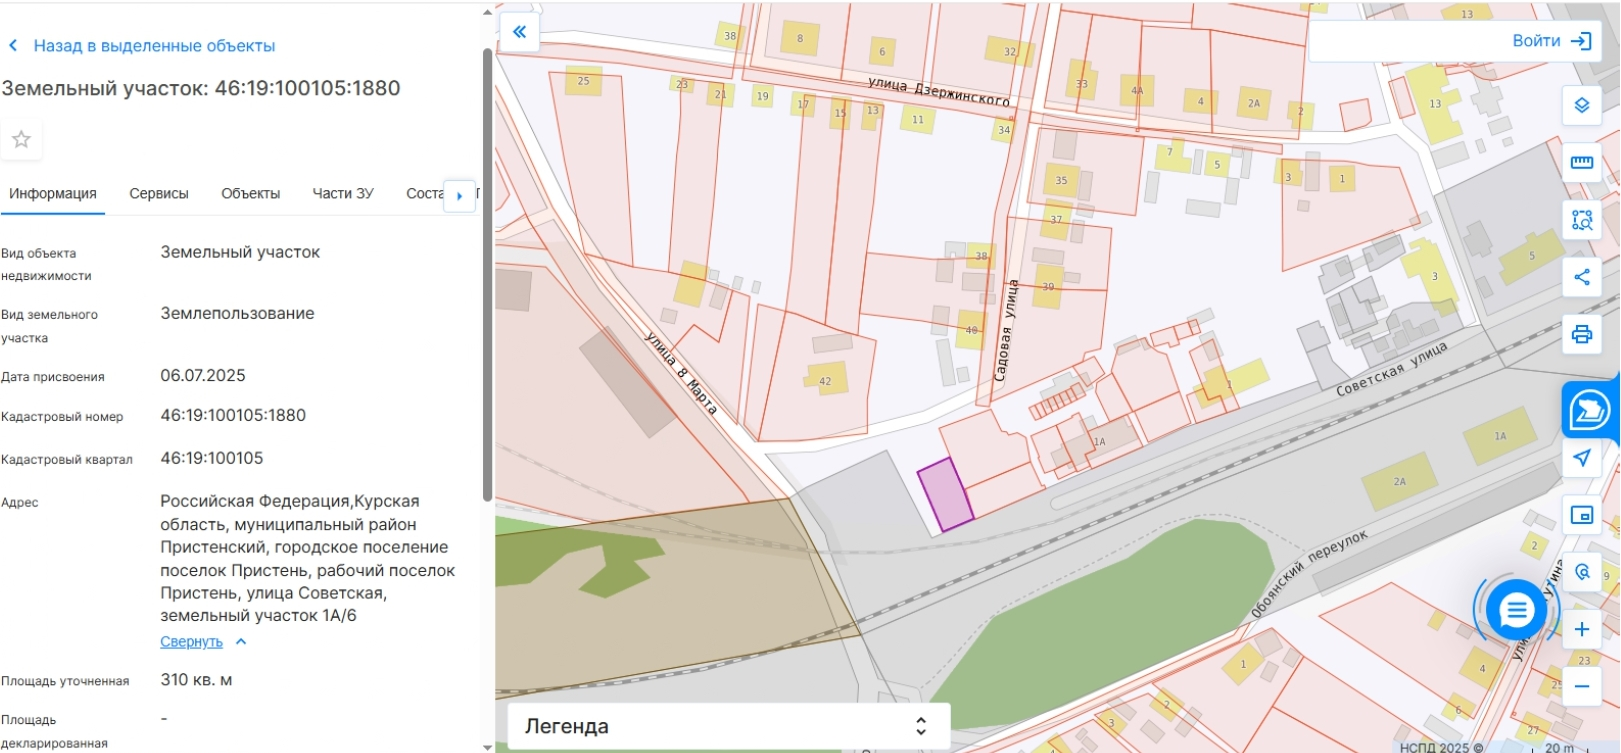 Назад в выделенные объекты
Земельный участок: 46:19:100105:1880
Информация
Сервисы
Объекты
Части ЗУ
Вид объекта недвижимости
Земельный участок
Вид земельного участка
Землепользование
Дата присвоения
06.07.2025
Кадастровый номер
46:19:100105:1880
Кадастровый квартал
46:19:100105
Адрес
Российская Федерация,Курская
область, муниципальный район
Пристенский, городское поселение
поселок Пристень, рабочий поселок
Пристень, улица Советская,
земельный участок 1А/6
Свернуть
Площадь уточненная
310 кв. м
Площадь декларированная
-
Войти
38
8
6
32
13
улица Дзержинского
25
23
21
19
17
15
13
11
34
33
4А
4
2А
2
13
35
7
5
3
1
37
38
39
40
3
5
42
улица 8 Марта
Садовая улица
Советская улица
1
1А
2А
1А
Обоянский переулок
2
9
1
4
23
2
3
6
27
Легенда
НСПД 2025 ©
20 m